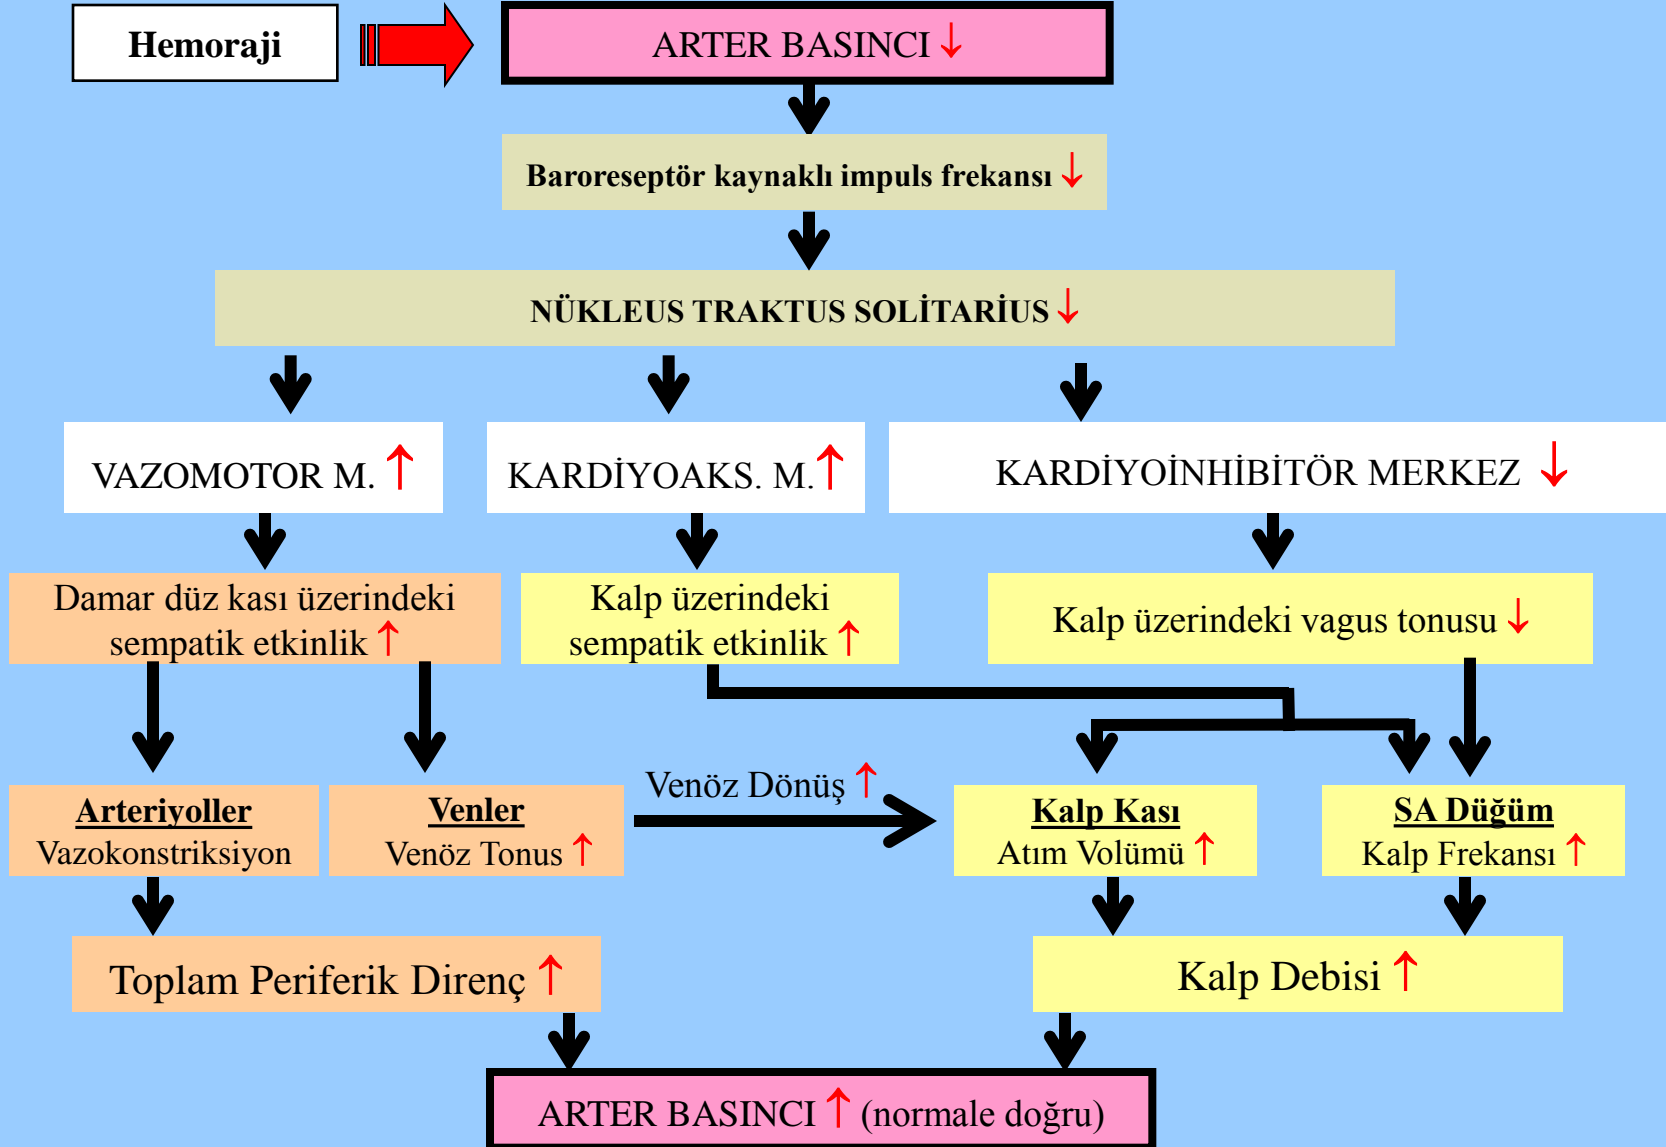 Hemoraji
ARTER BASINCI ↓
Baroreseptör kaynaklı impuls frekansı ↓
NÜKLEUS TRAKTUS SOLİTARİUS ↓
VAZOMOTOR M. ↑
KARDİYOAKS. M. ↑
KARDİYOİNHİBİTÖR MERKEZ ↓
Damar düz kası üzerindeki
sempatik etkinlik ↑
Kalp üzerindeki
sempatik etkinlik ↑
Kalp üzerindeki vagus tonusu ↓
Arteriyoller
Vazokonstriksiyon
Venler
Venöz Tonus ↑
Venöz Dönüş ↑
Kalp Kası
Atım Volümü ↑
SA Düğüm
Kalp Frekansı ↑
Toplam Periferik Direnç ↑
Kalp Debisi ↑
ARTER BASINCI ↑ (normale doğru)